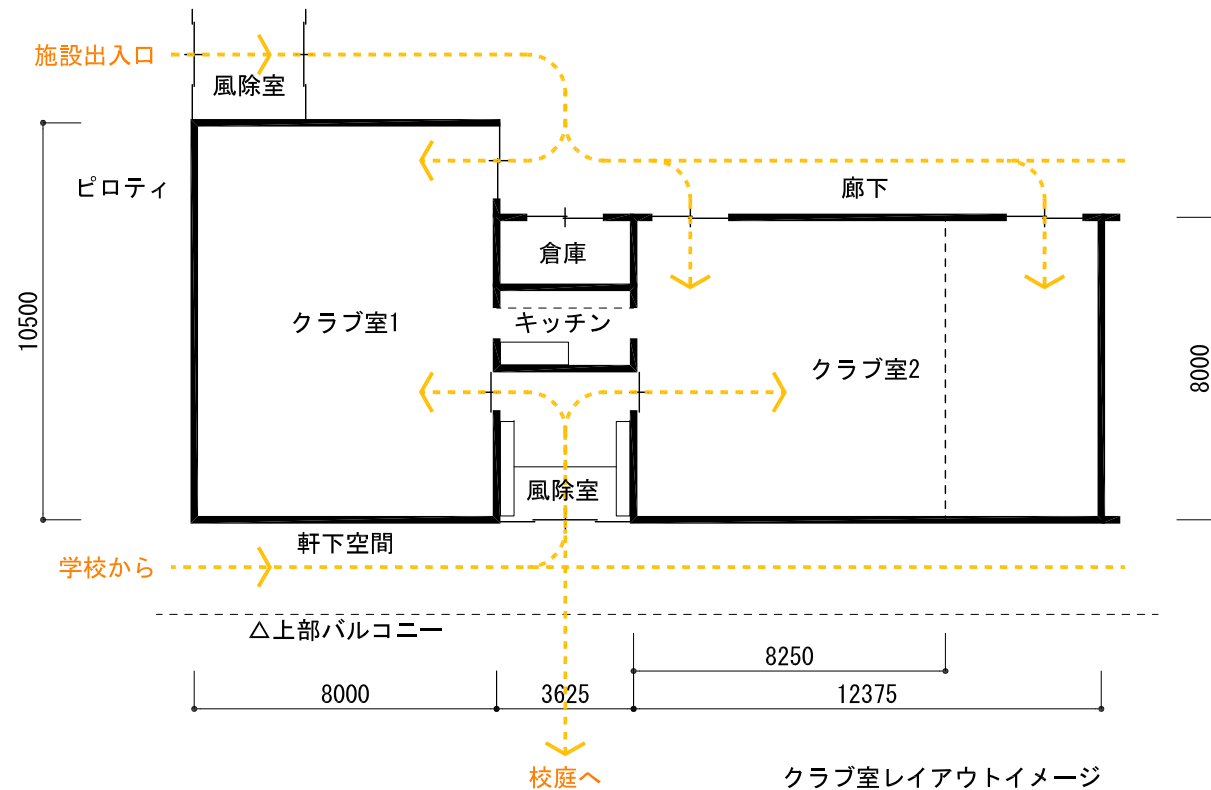 施設出入口
風除室
ピロティ
廊下
倉庫
10500
クラブ室1
キッチン
クラブ室2
8000
風除室
軒下空間
学校から
△上部バルコニー
8250
8000
3625
12375
校庭へ
クラブ室レイアウトイメージ